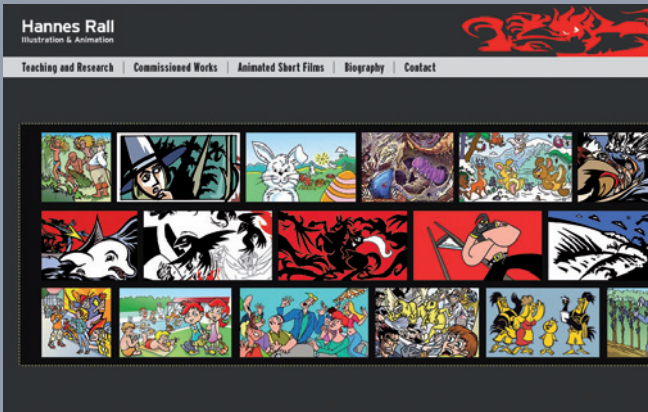 Hannes Rall
Illustration & Animation
Teaching and Research | Commissioned Works | Animated Short Films | Biography | Contact